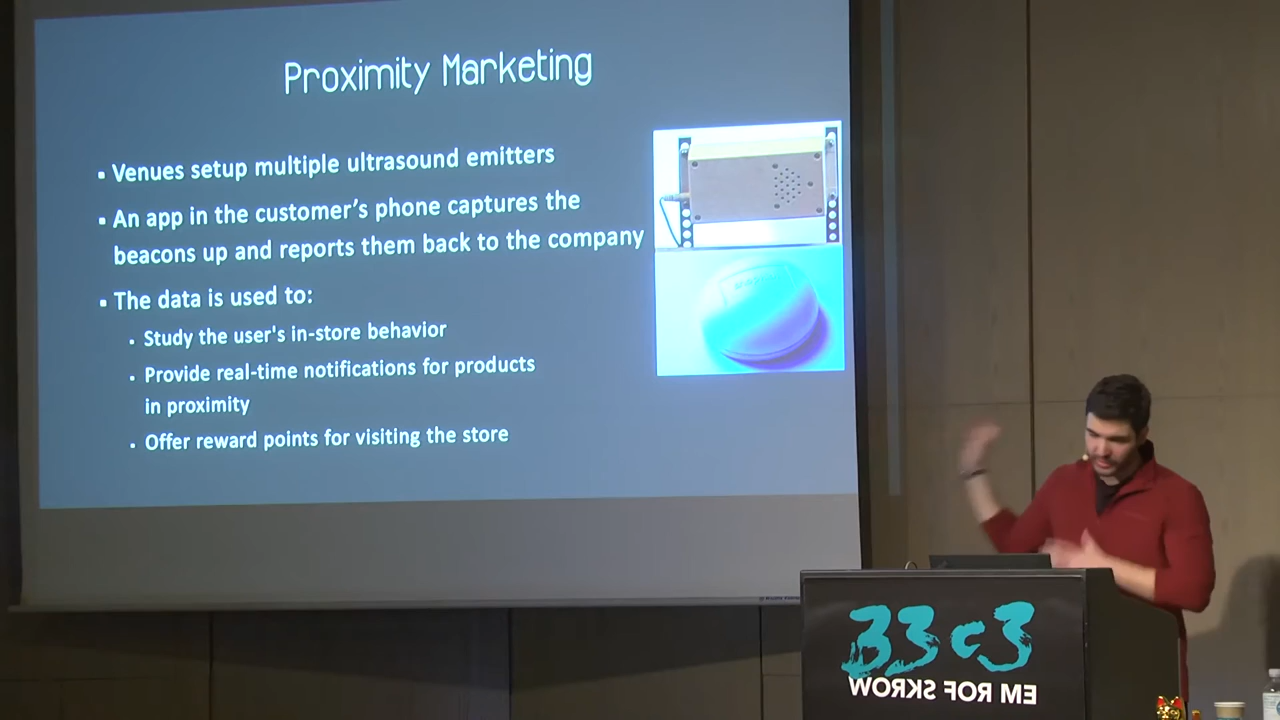 Proximity Marketing
▪ Venues setup multiple ultrasound emitters
▪ An app in the customer's phone captures the
beacons up and reports them back to the company
▪ The data is used to:
• Study the user's in-store behavior
• Provide real-time notifications for products
in proximity
• Offer reward points for visiting the store
33c3
WORKS FOR ME